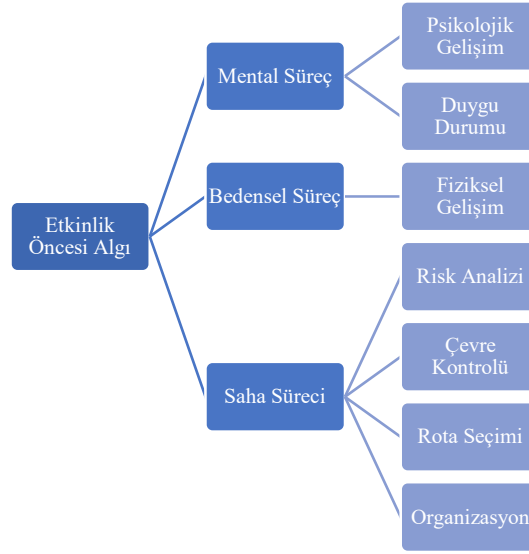 Etkinlik
Öncesi Algı
Mental Süreç
Psikolojik
Gelişim
Duygu
Durumu
Bedensel Süreç
Fiziksel
Gelişim
Saha Süreci
Risk Analizi
Çevre
Kontrolü
Rota Seçimi
Organizasyon